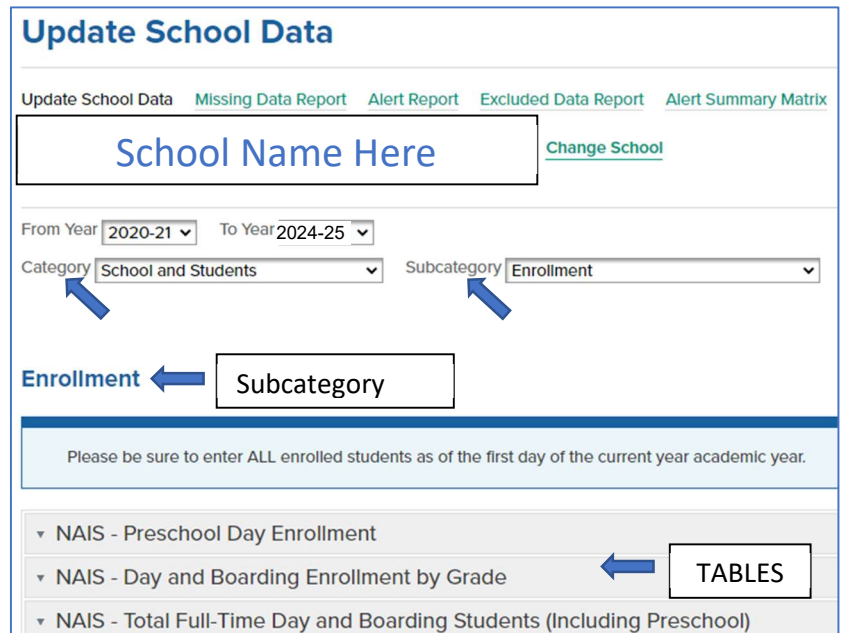 Update School Data
Update School Data Missing Data Report Alert Report Excluded Data Report Alert Summary Matrix
School Name Here Change School
From Year 2020-21 To Year 2024-25
Category School and Students Subcategory Enrollment
Enrollment Subcategory
Please be sure to enter ALL enrolled students as of the first day of the current year academic year.
NAIS - Preschool Day Enrollment
NAIS - Day and Boarding Enrollment by Grade TABLES
NAIS - Total Full-Time Day and Boarding Students (Including Preschool)